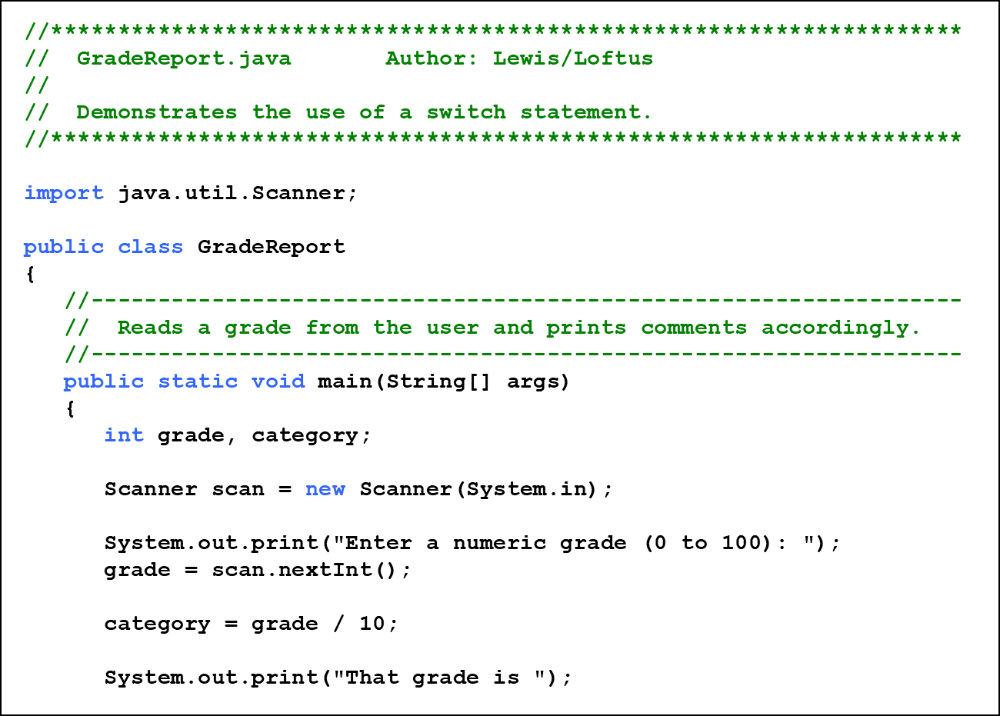 //********************************************************************
//  GradeReport.java       Author: Lewis/Loftus
//
//  Demonstrates the use of a switch statement.
//********************************************************************
import java.util.Scanner;
public class GradeReport
{
   //-----------------------------------------------------------------
   //  Reads a grade from the user and prints comments accordingly.
   //-----------------------------------------------------------------
   public static void main(String[] args)
   {
      int grade, category;
      Scanner scan = new Scanner(System.in);
      System.out.print("Enter a numeric grade (0 to 100): ");
      grade = scan.nextInt();
      category = grade / 10;
      System.out.print("That grade is ");